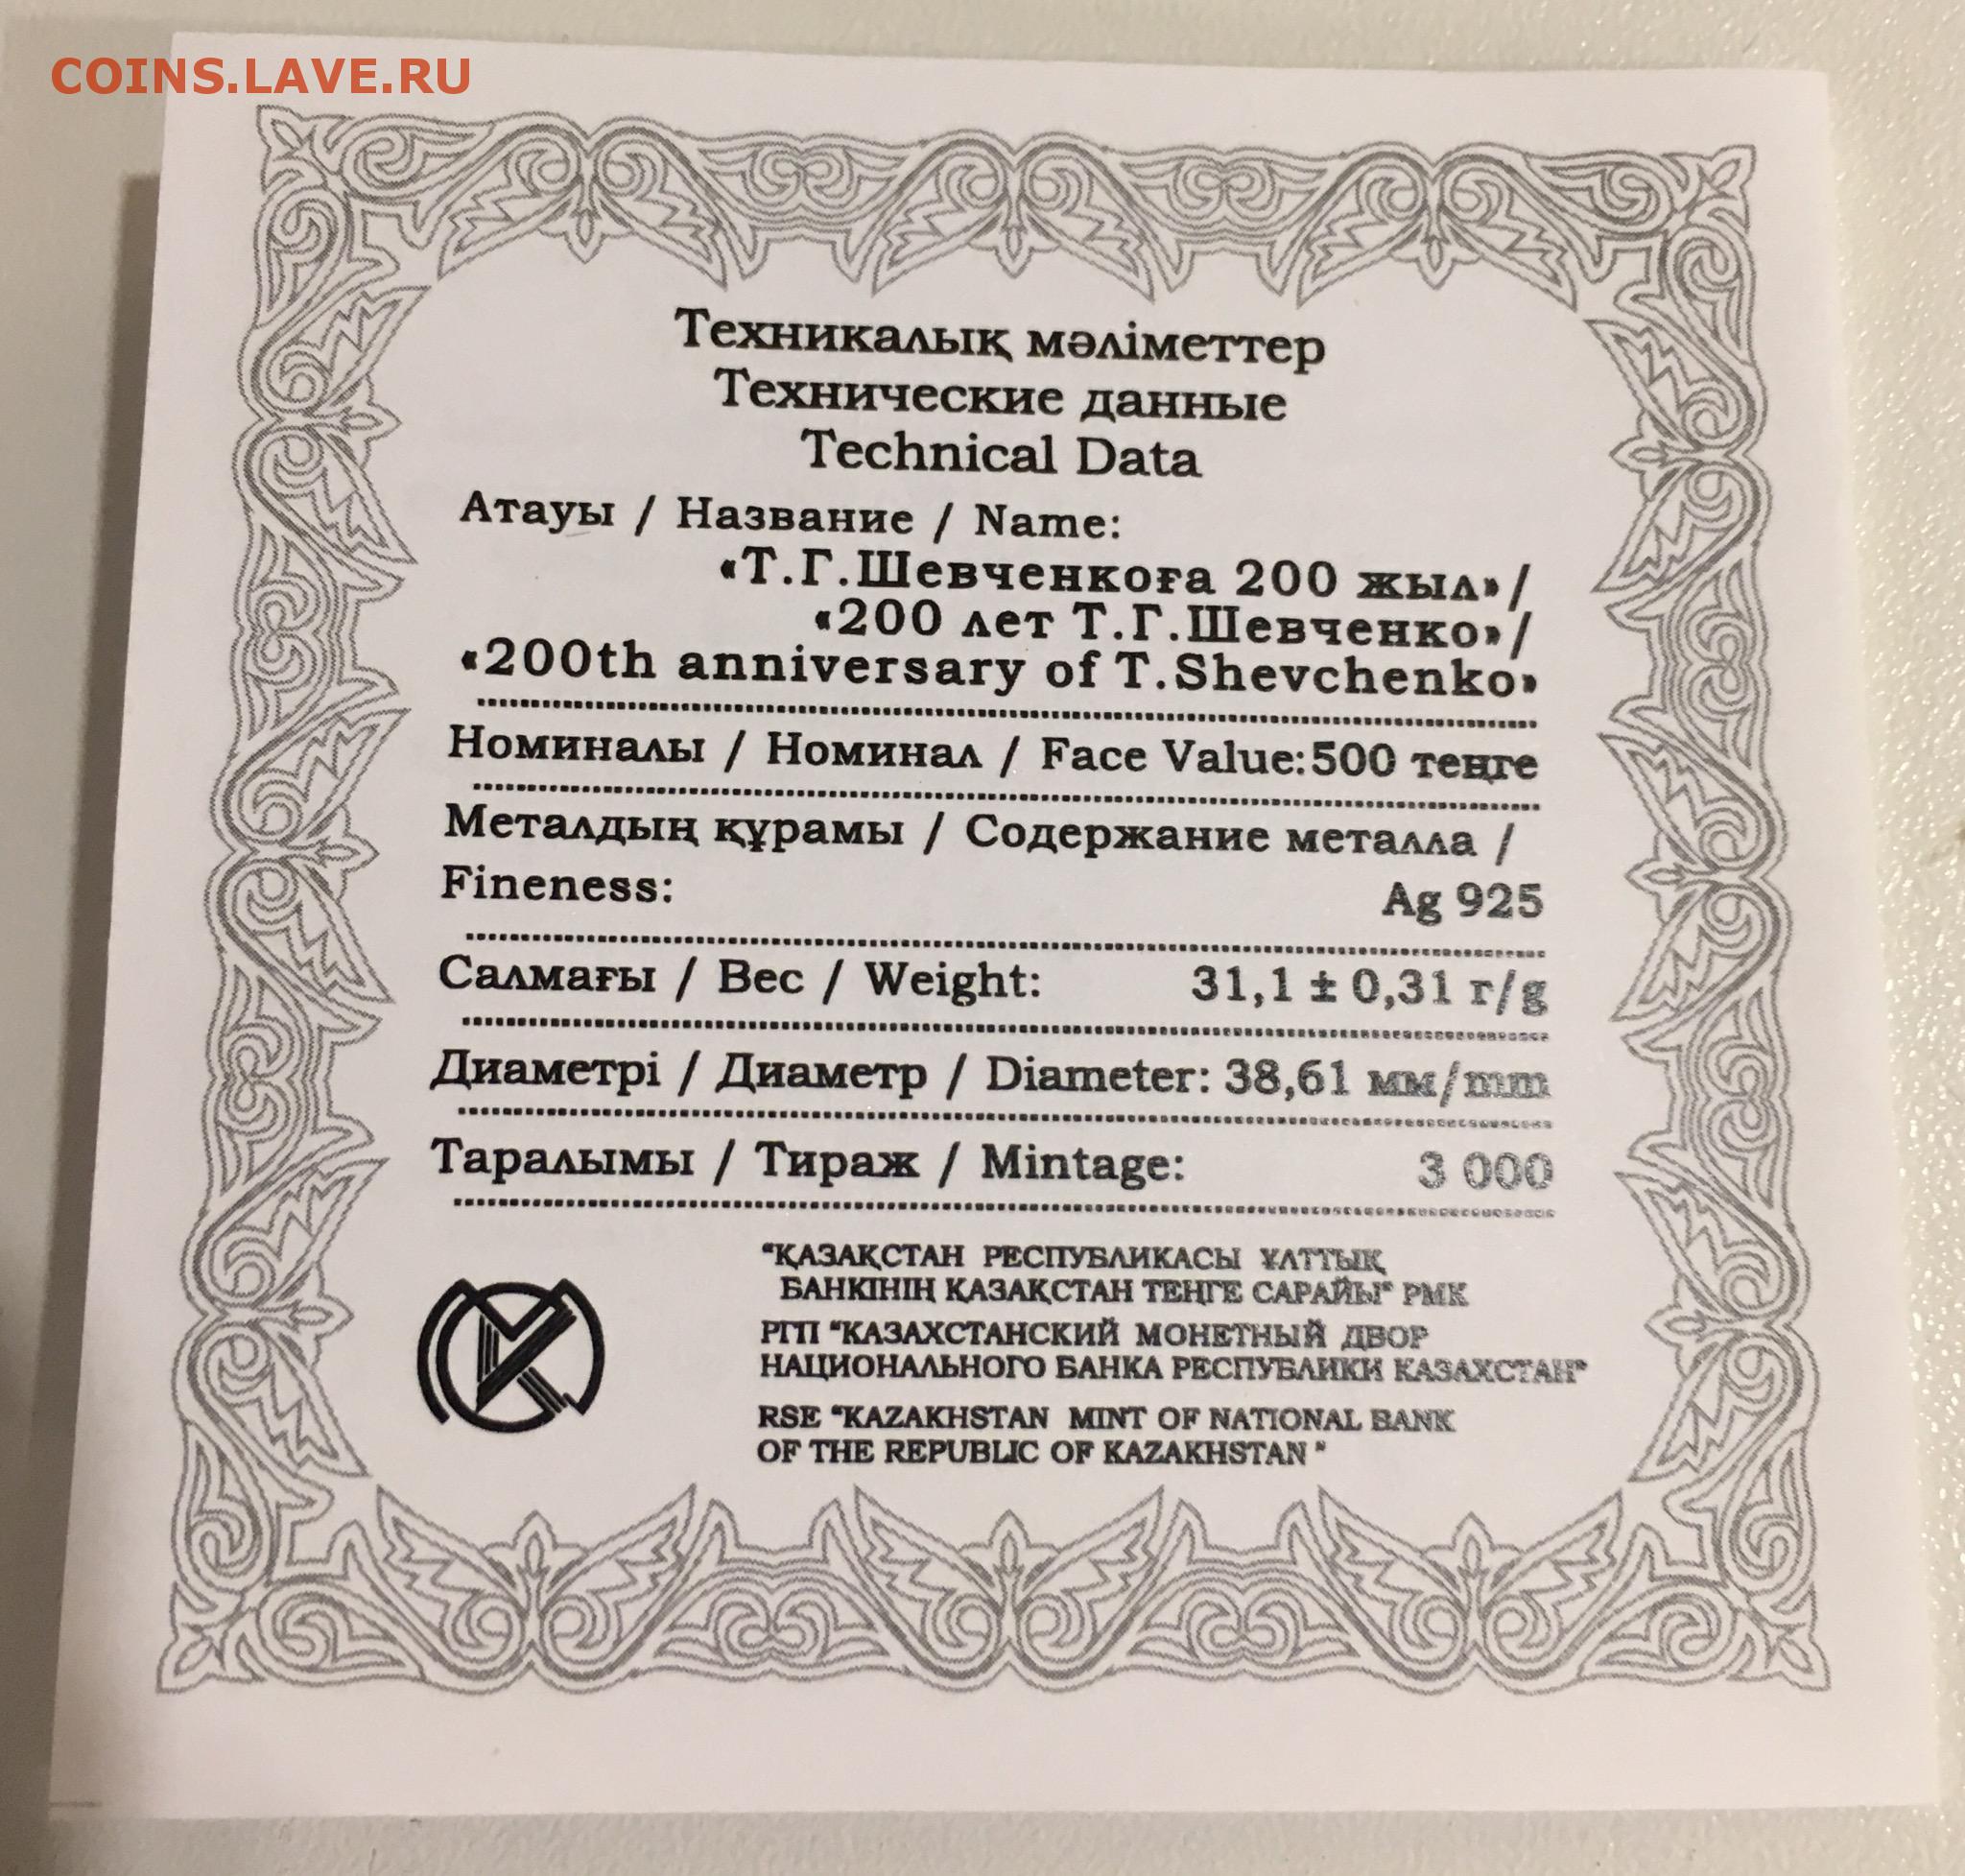 COINS.LAVE.RU
Техникалық мәліметтер
Технические данные
Technical Data
Атауы / Название / Name:
«Т.Г.Шевченкоға 200 жыл»/
«200 лет Т.Г.Шевченко»/
«200th anniversary of T.Shevchenko»
Номиналы / Номинал / Face Value:500 теңге
Металдың құрамы / Содержание металла /
Fineness: Ag 925
Салмағы / Вес / Weight: 31,1 ± 0,31 г/g
Диаметрі / Диаметр / Diameter: 38,61 мм/mm
Таралымы / Тираж / Mintage: 3 000
"ҚАЗАҚСТАН РЕСПУБЛИКАСЫ ҰЛТТЫҚ
БАНКІНІҢ ҚАЗАҚСТАН ТЕҢГЕ САРАЙЫ" РМК
РГП "КАЗАХСТАНСКИЙ МОНЕТНЫЙ ДВОР
НАЦИОНАЛЬНОГО БАНКА РЕСПУБЛИКИ КАЗАХСТАН"
RSE "KAZAKHSTAN MINT OF NATIONAL BANK
OF THE REPUBLIC OF KAZAKHSTAN "